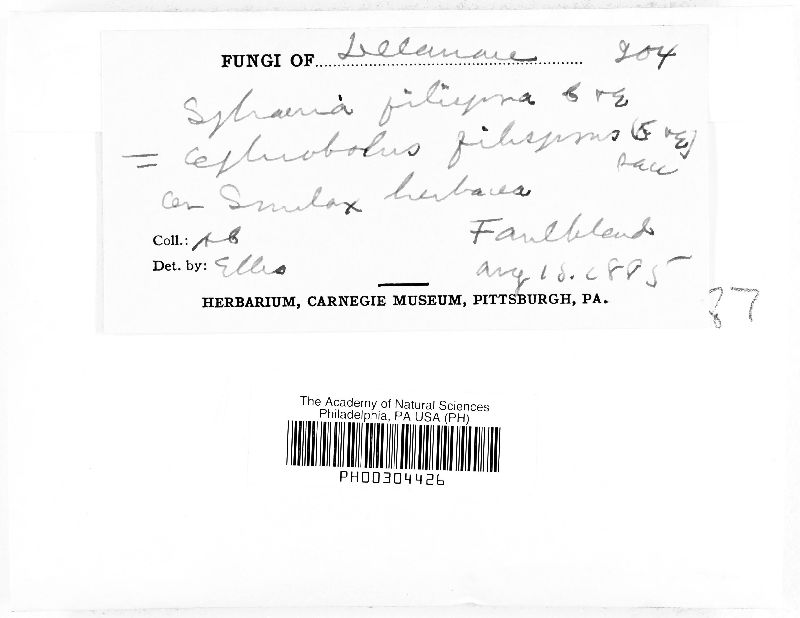 FUNGI OF Delaware 204
Sphaeria filispora C + E
= Ophiobolus filisporus (C + E)
Sacc
on Smilax herbacea
Coll.: Faulkland
Det. by: Ellis Aug 18. 1885
HERBARIUM, CARNEGIE MUSEUM, PITTSBURGH, PA.
87
The Academy of Natural Sciences
Philadelphia, PA USA (PH)
PH00304426